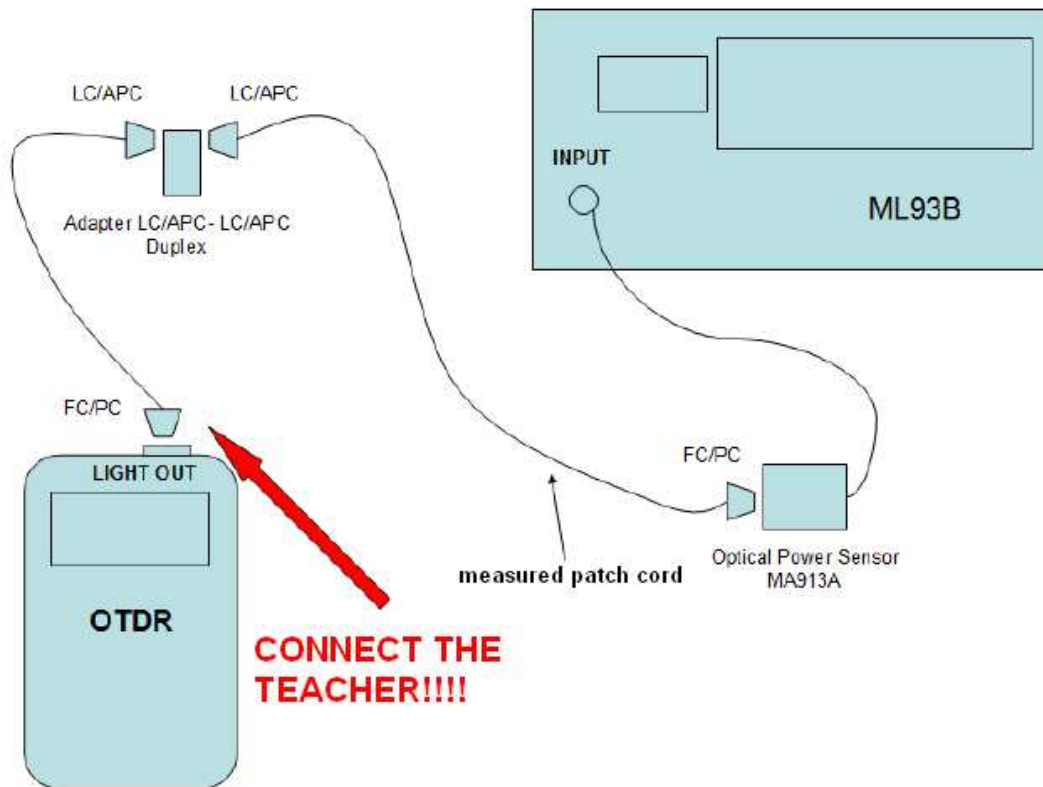 LC/APC
LC/APC
Adapter LC/APC- LC/APC
Duplex
INPUT
ML93B
FC/PC
LIGHT OUT
OTDR
FC/PC
Optical Power Sensor
MA913A
measured patch cord
CONNECT THE
TEACHER!!!!